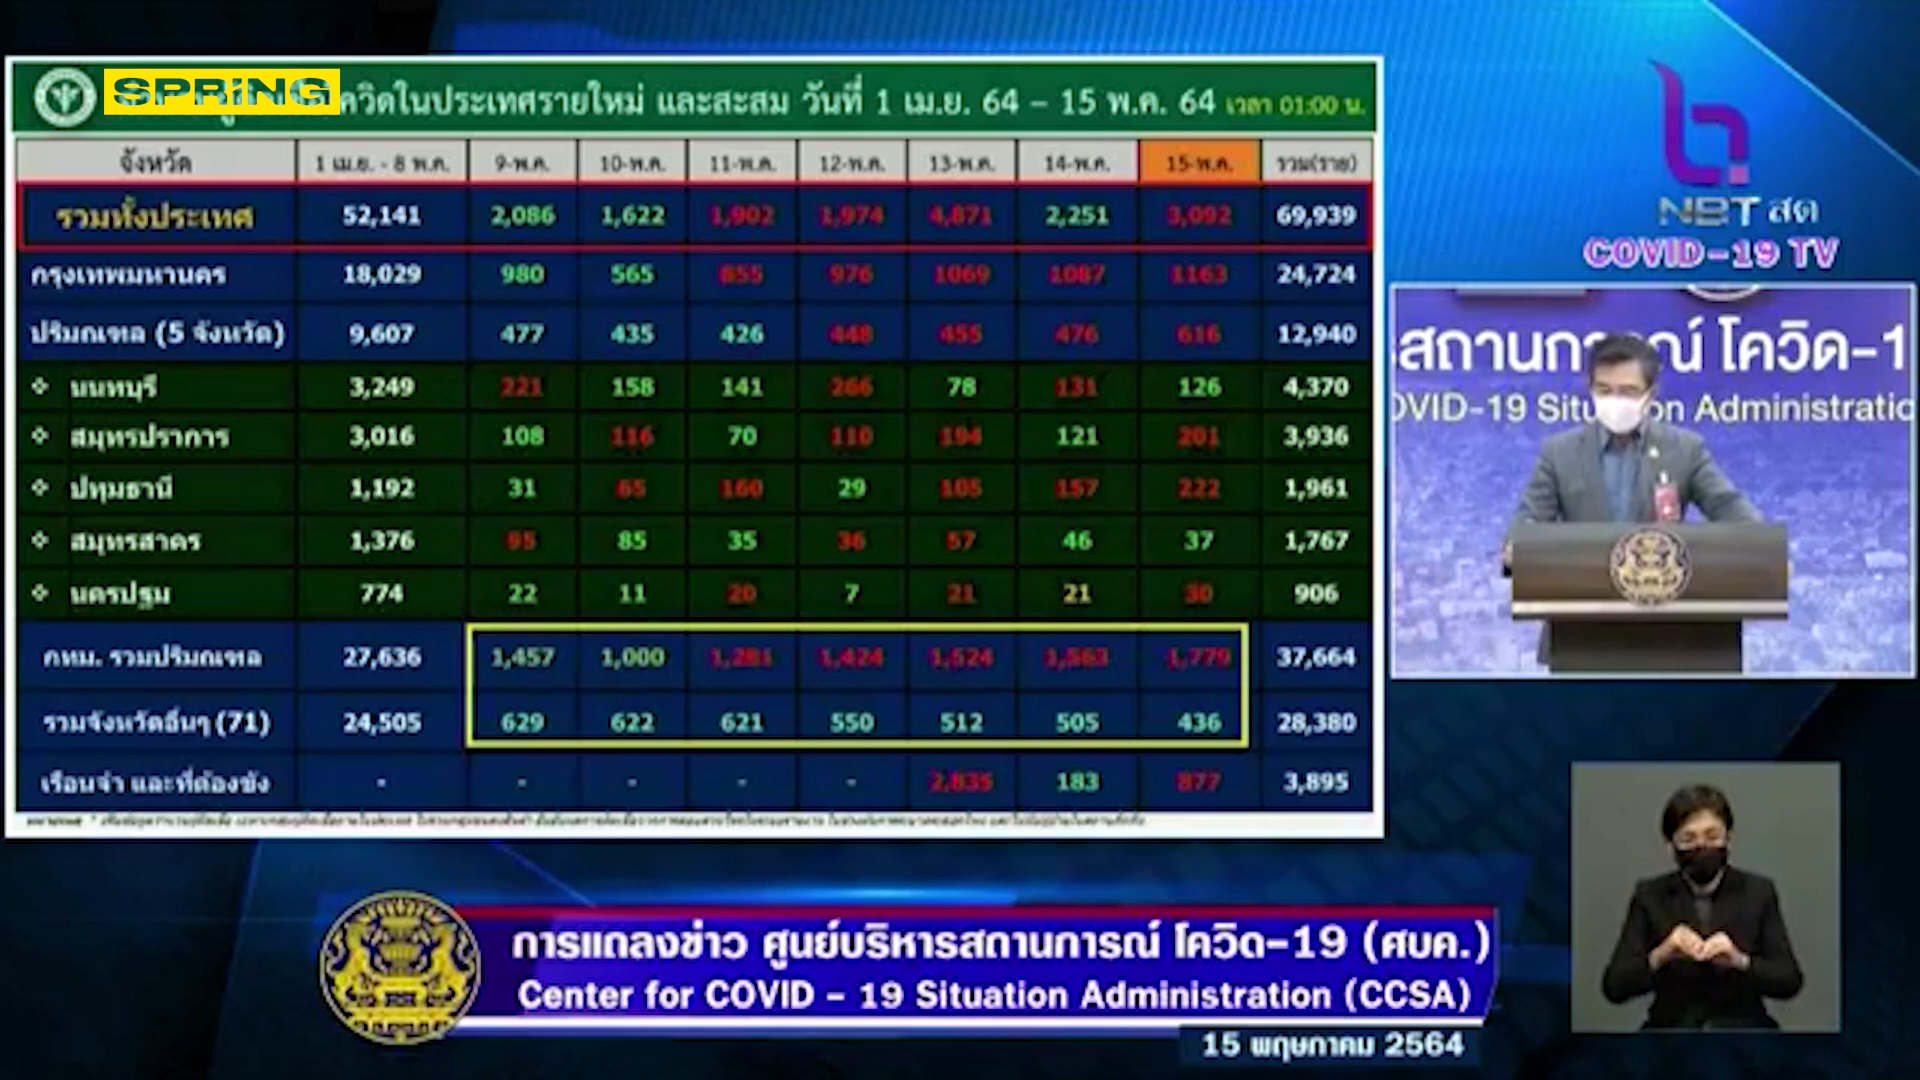 SPRiNG
ควิดในประเทศรายใหม่ และสะสม วันที่ 1 เม.ย. 64 – 15 พ.ค. 64 เวลา 01:00 น.
จังหวัด 1 เม.ย. - 8 พ.ค. 9-พ.ค. 10-พ.ค. 11-พ.ค. 12-พ.ค. 13-พ.ค. 14-พ.ค. 15-พ.ค. รวม(ราย)
รวมทั้งประเทศ 52,141 2,086 1,622 1,902 1,974 4,871 2,251 3,092 69,939
กรุงเทพมหานคร 18,029 980 565 855 976 1069 1087 1163 24,724
ปริมณฑล (5 จังหวัด) 9,607 477 435 426 448 455 476 616 12,940
❖ นนทบุรี 3,249 221 158 141 266 78 131 126 4,370
❖ สมุทรปราการ 3,016 108 116 70 110 194 121 201 3,936
❖ ปทุมธานี 1,192 31 65 160 29 105 157 222 1,961
❖ สมุทรสาคร 1,376 95 85 35 36 57 46 37 1,767
❖ นครปฐม 774 22 11 20 7 21 21 30 906
กทม. รวมปริมณฑล 27,636 1,457 1,000 1,281 1,424 1,524 1,563 1,779 37,664
รวมจังหวัดอื่นๆ (71) 24,505 629 622 621 550 512 505 436 28,380
เรือนจำ และที่ต้องขัง - - - - - 2,835 183 877 3,895
NBT สด
COVID-19 TV
สถานการณ์ โควิด-1
OVID-19 Situ on Administratio
การแถลงข่าว ศูนย์บริหารสถานการณ์ โควิด-19 (ศบค.)
Center for COVID - 19 Situation Administration (CCSA)
15 พฤษภาคม 2564